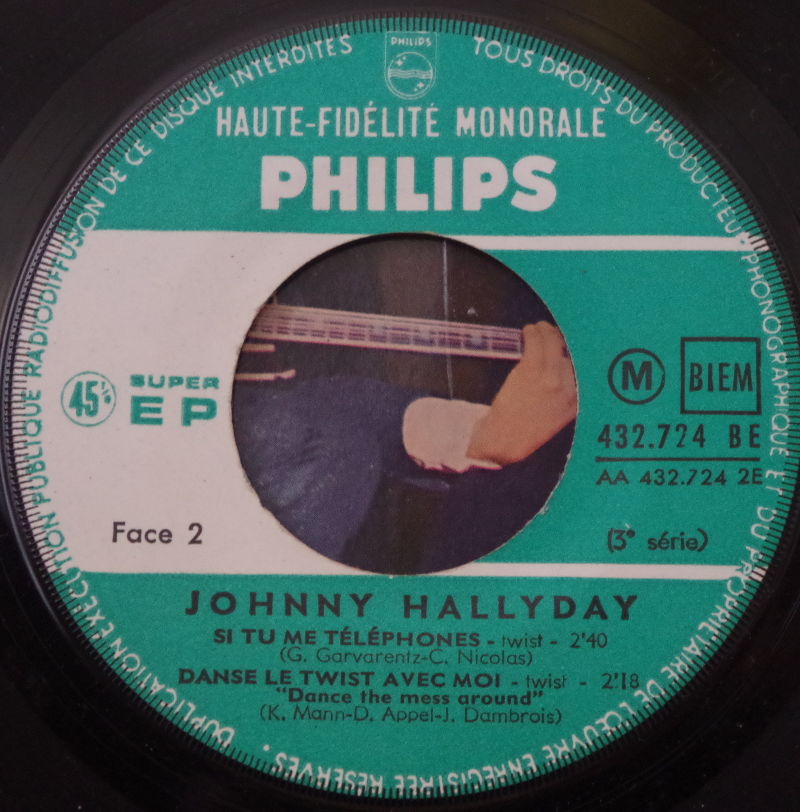 TOUS DROITS DU PRODUCTEUR PHONOGRAPHIQUE ET DU PROPRIÉTAIRE DE L'ŒUVRE ENREGISTRÉE RÉSERVÉS • DUPLICATION EXÉCUTION PUBLIQUE RADIODIFFUSION DE CE DISQUE INTERDITES
PHILIPS
HAUTE-FIDÉLITÉ MONORALE
PHILIPS
45 T/M
SUPER
EP
M
BIEM
432.724 BE
AA 432.724 2E
Face 2
(3e série)
JOHNNY HALLYDAY
SI TU ME TÉLÉPHONES - twist - 2'40
(G. Garvarentz-C. Nicolas)
DANSE LE TWIST AVEC MOI - twist - 2'18
"Dance the mess around"
(K. Mann-D. Appel-J. Dambrois)